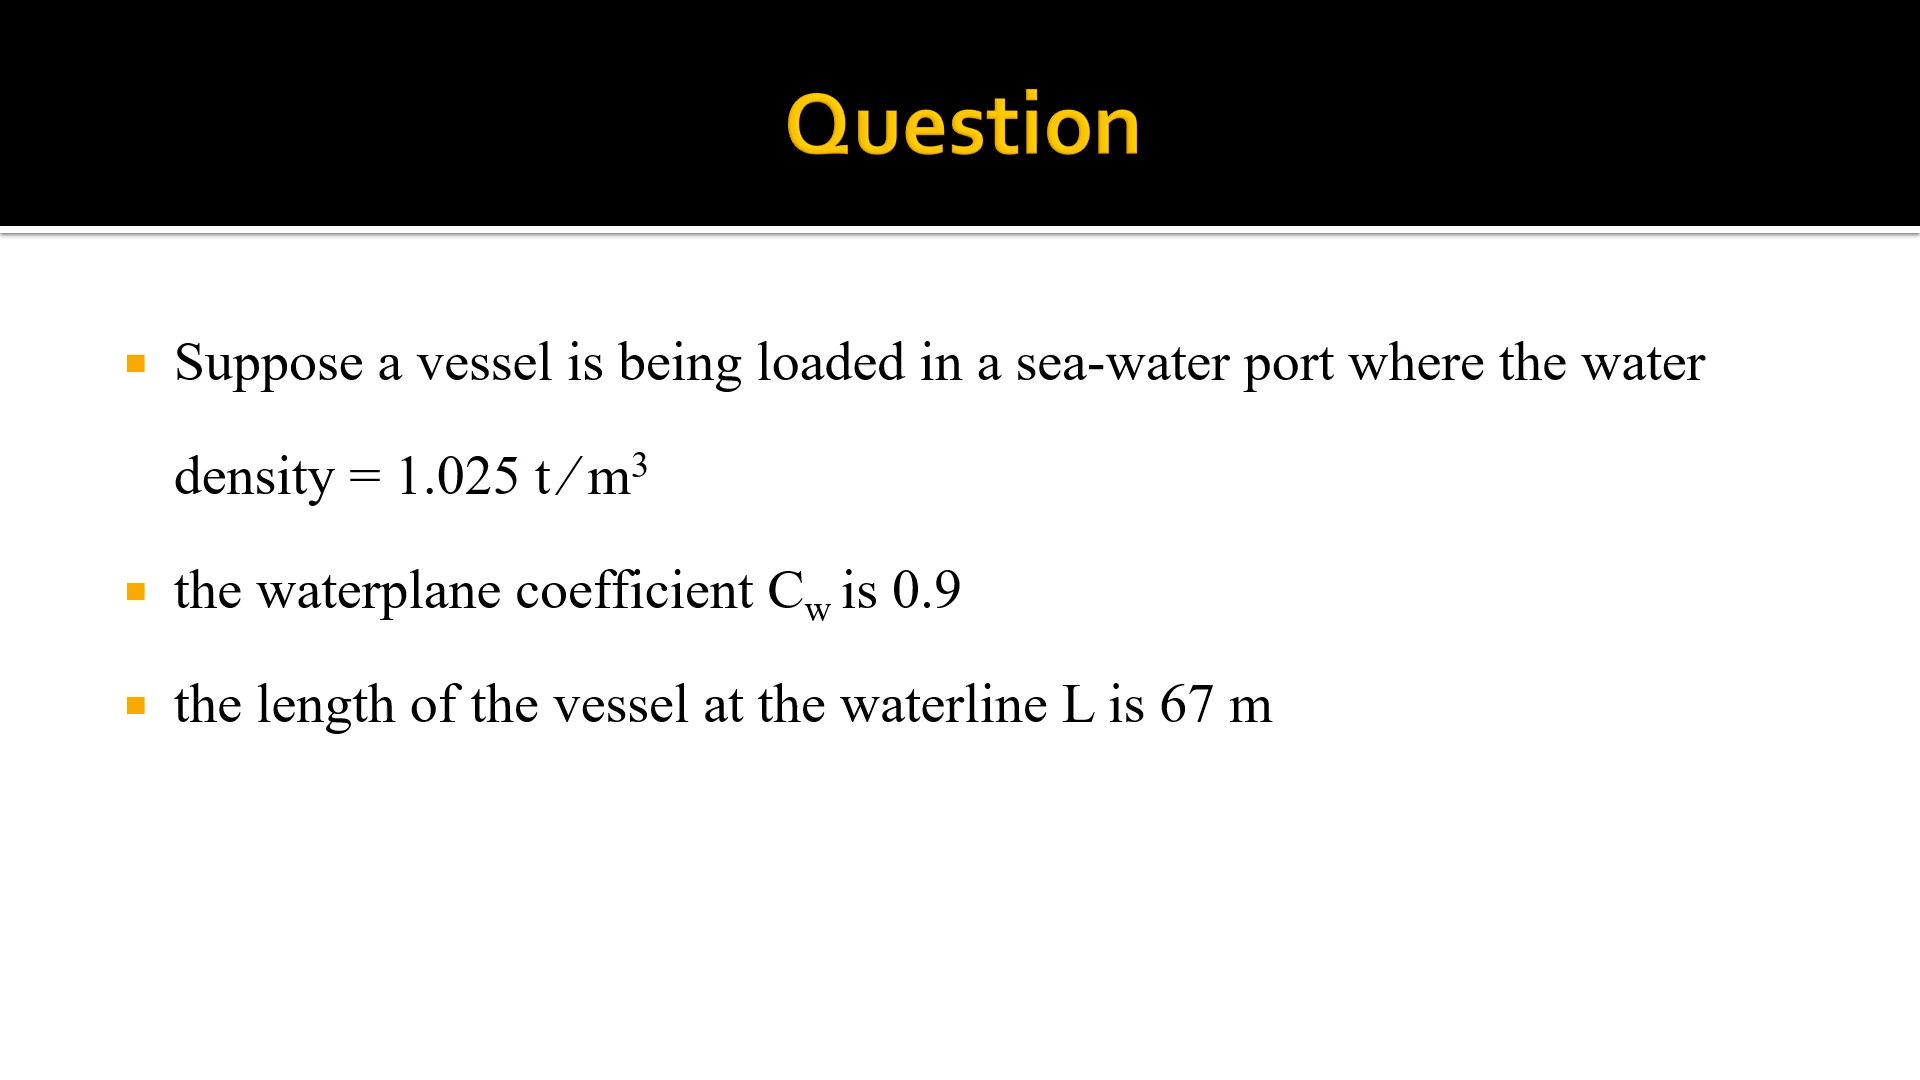 Question
Suppose a vessel is being loaded in a sea-water port where the water
density = 1.025 t ∕ m³
the waterplane coefficient C_w is 0.9
the length of the vessel at the waterline L is 67 m